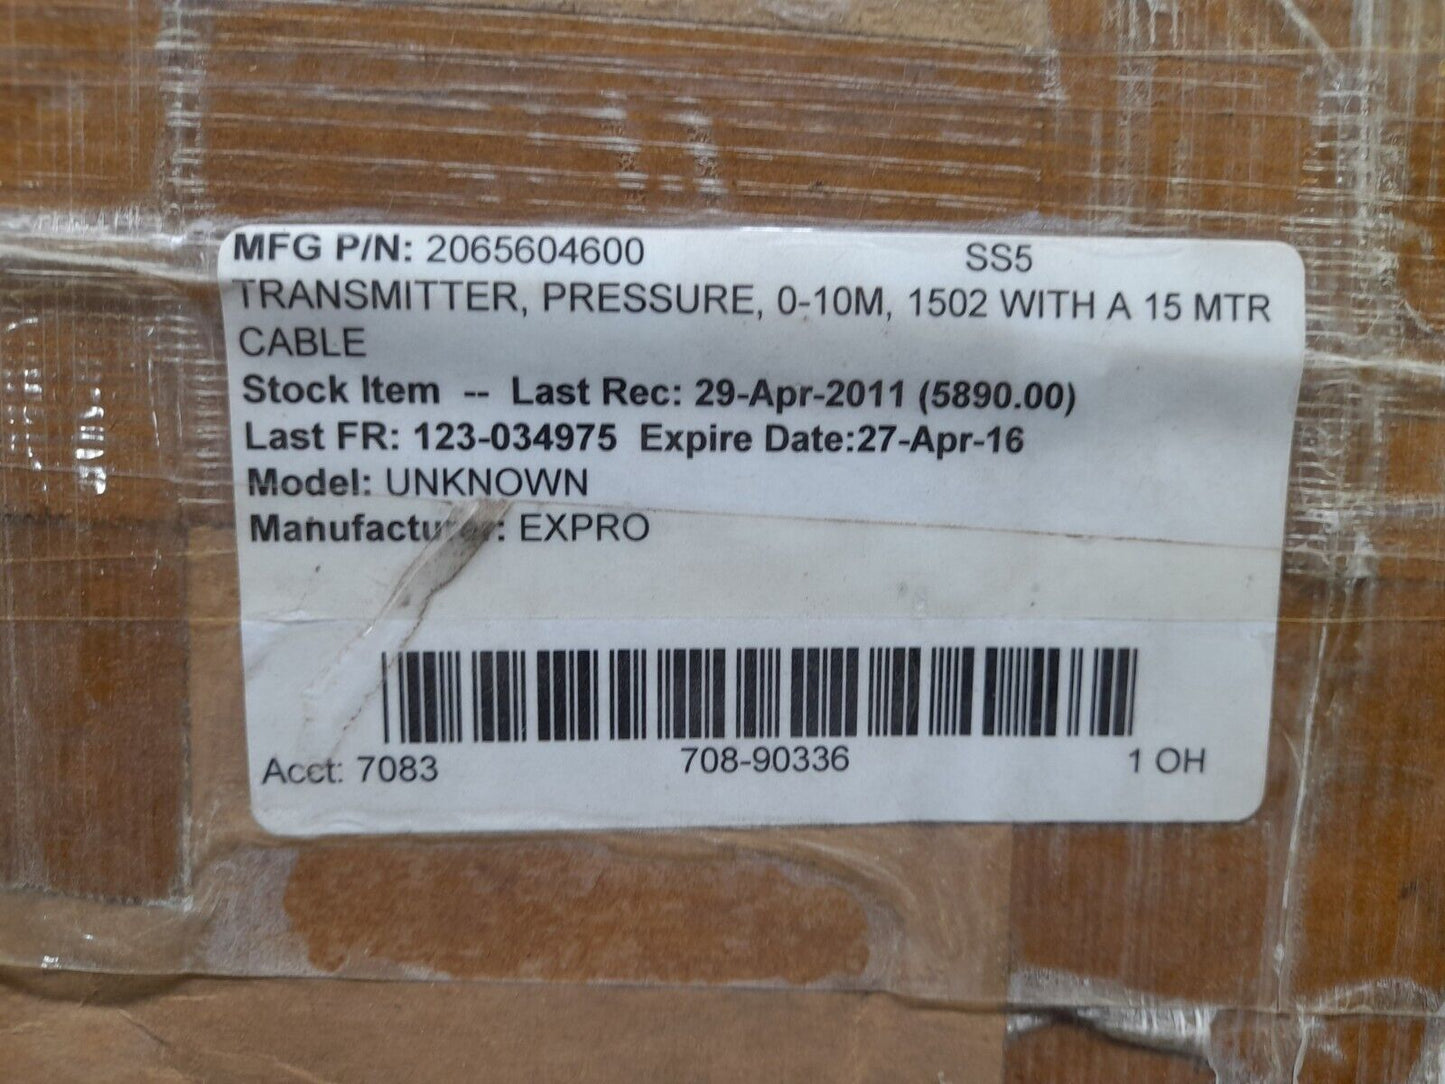 MFG P/N: 2065604600 SS5
TRANSMITTER, PRESSURE, 0-10M, 1502 WITH A 15 MTR
CABLE
Stock Item -- Last Rec: 29-Apr-2011 (5890.00)
Last FR: 123-034975 Expire Date:27-Apr-16
Model: UNKNOWN
Manufacturer: EXPRO
Acct: 7083 708-90336 1 OH